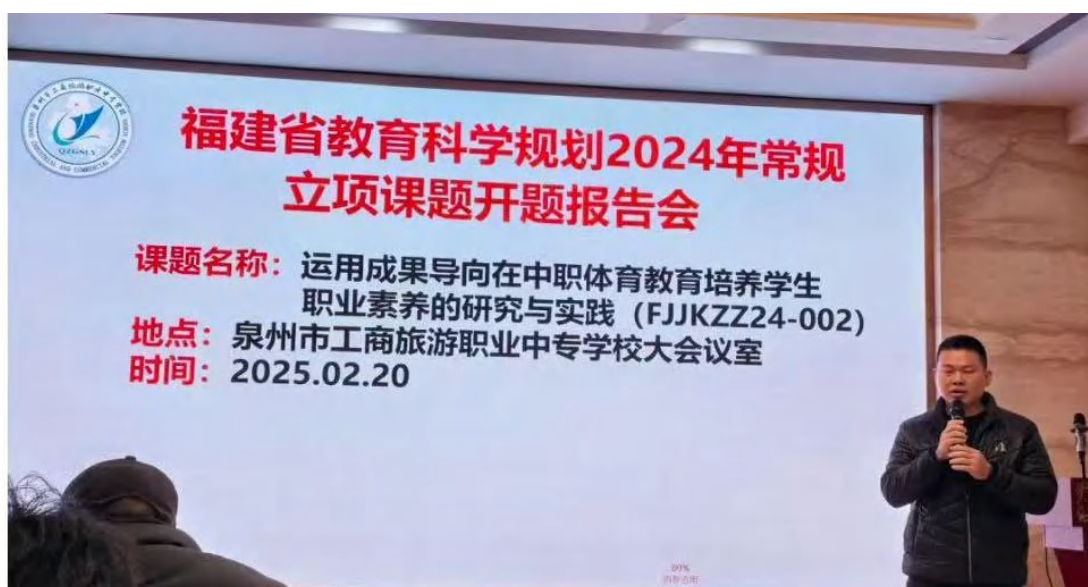 福建省教育科学规划2024年常规
立项课题开题报告会
课题名称：运用成果导向在中职体育教育培养学生
职业素养的研究与实践（FJJKZZ24-002）
地点：泉州市工商旅游职业中专学校大会议室
时间：2025.02.20
QZGSLY
89%